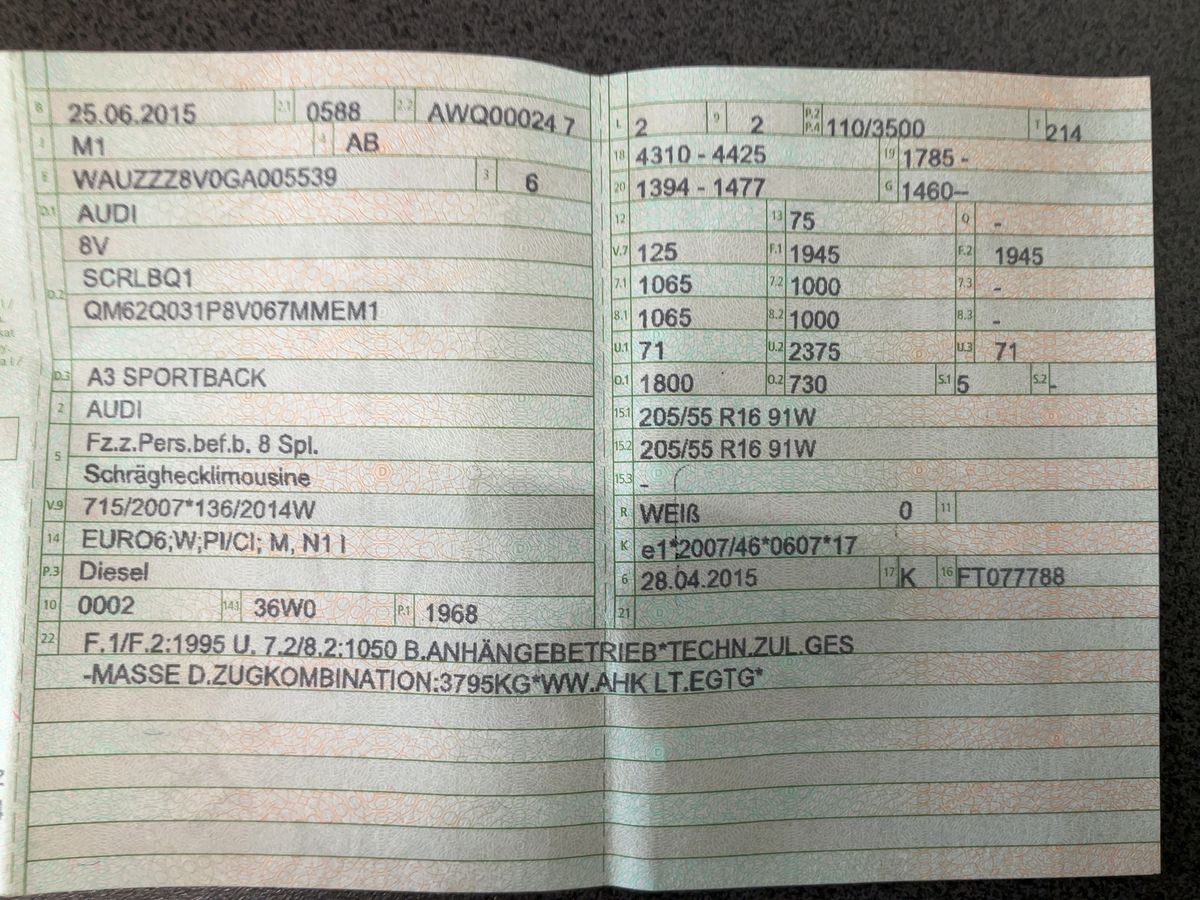 B 25.06.2015 2.1 0588 2.2 AWQ00024 7
J M1 4 AB
E WAUZZZ8V0GA005539 3 6
D.1 AUDI
D.2 8V
SCRLBQ1
QM62Q031P8V067MMEM1
D.3 A3 SPORTBACK
2 AUDI
5 Fz.z.Pers.bef.b. 8 Spl.
Schräghecklimousine
V.9 715/2007*136/2014W
14 EURO6;W;PI/CI; M, N1 I
P.3 Diesel
10 0002 14.1 36W0 P.1 1968
L 2 9 2 P.2 P.4 110/3500 T 214
18 4310 - 4425 19 1785 -
20 1394 - 1477 G 1460--
12 13 75 Q -
V.7 125 F.1 1945 F.2 1945
7.1 1065 7.2 1000 7.3 -
8.1 1065 8.2 1000 8.3 -
U.1 71 U.2 2375 U.3 71
O.1 1800 O.2 730 S.1 5 S.2 -
15.1 205/55 R16 91W
15.2 205/55 R16 91W
15.3 -
R WEIß 0 11
K e1*2007/46*0607*17
6 28.04.2015 17 K 16 FT077788
21
22 F.1/F.2:1995 U. 7.2/8.2:1050 B.ANHÄNGEBETRIEB*TECHN.ZUL.GES
-MASSE D.ZUGKOMBINATION:3795KG*WW.AHK LT.EGTG*